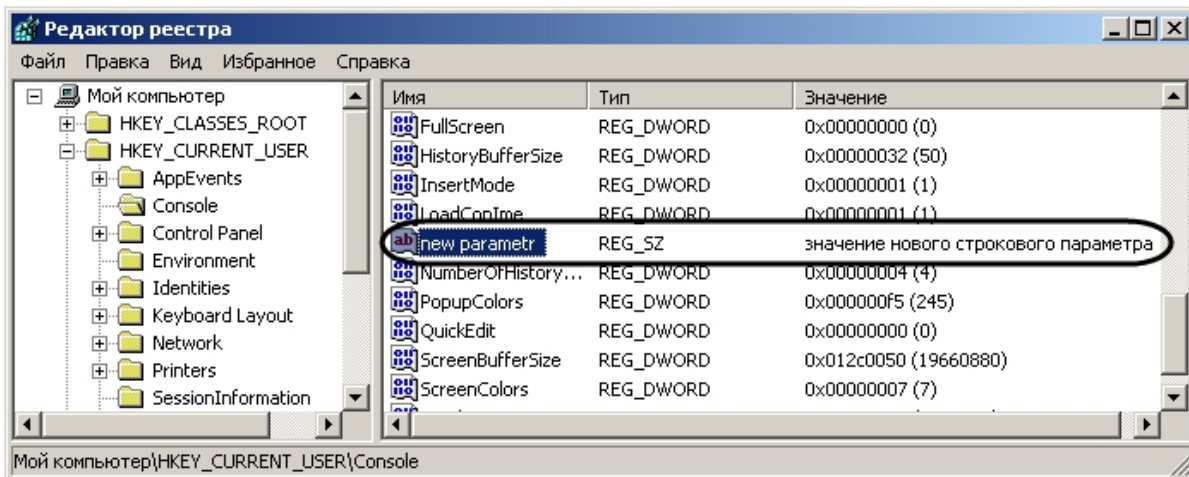 Редактор реестра
Файл Правка Вид Избранное Справка
Мой компьютер
HKEY_CLASSES_ROOT
HKEY_CURRENT_USER
AppEvents
Console
Control Panel
Environment
Identities
Keyboard Layout
Network
Printers
SessionInformation
Имя Тип Значение
FullScreen REG_DWORD 0x00000000 (0)
HistoryBufferSize REG_DWORD 0x00000032 (50)
InsertMode REG_DWORD 0x00000001 (1)
LoadConIme REG_DWORD 0x00000001 (1)
new parametr REG_SZ значение нового строкового параметра
NumberOfHistory... REG_DWORD 0x00000004 (4)
PopupColors REG_DWORD 0x000000f5 (245)
QuickEdit REG_DWORD 0x00000000 (0)
ScreenBufferSize REG_DWORD 0x012c0050 (19660880)
ScreenColors REG_DWORD 0x00000007 (7)
Мой компьютер\HKEY_CURRENT_USER\Console